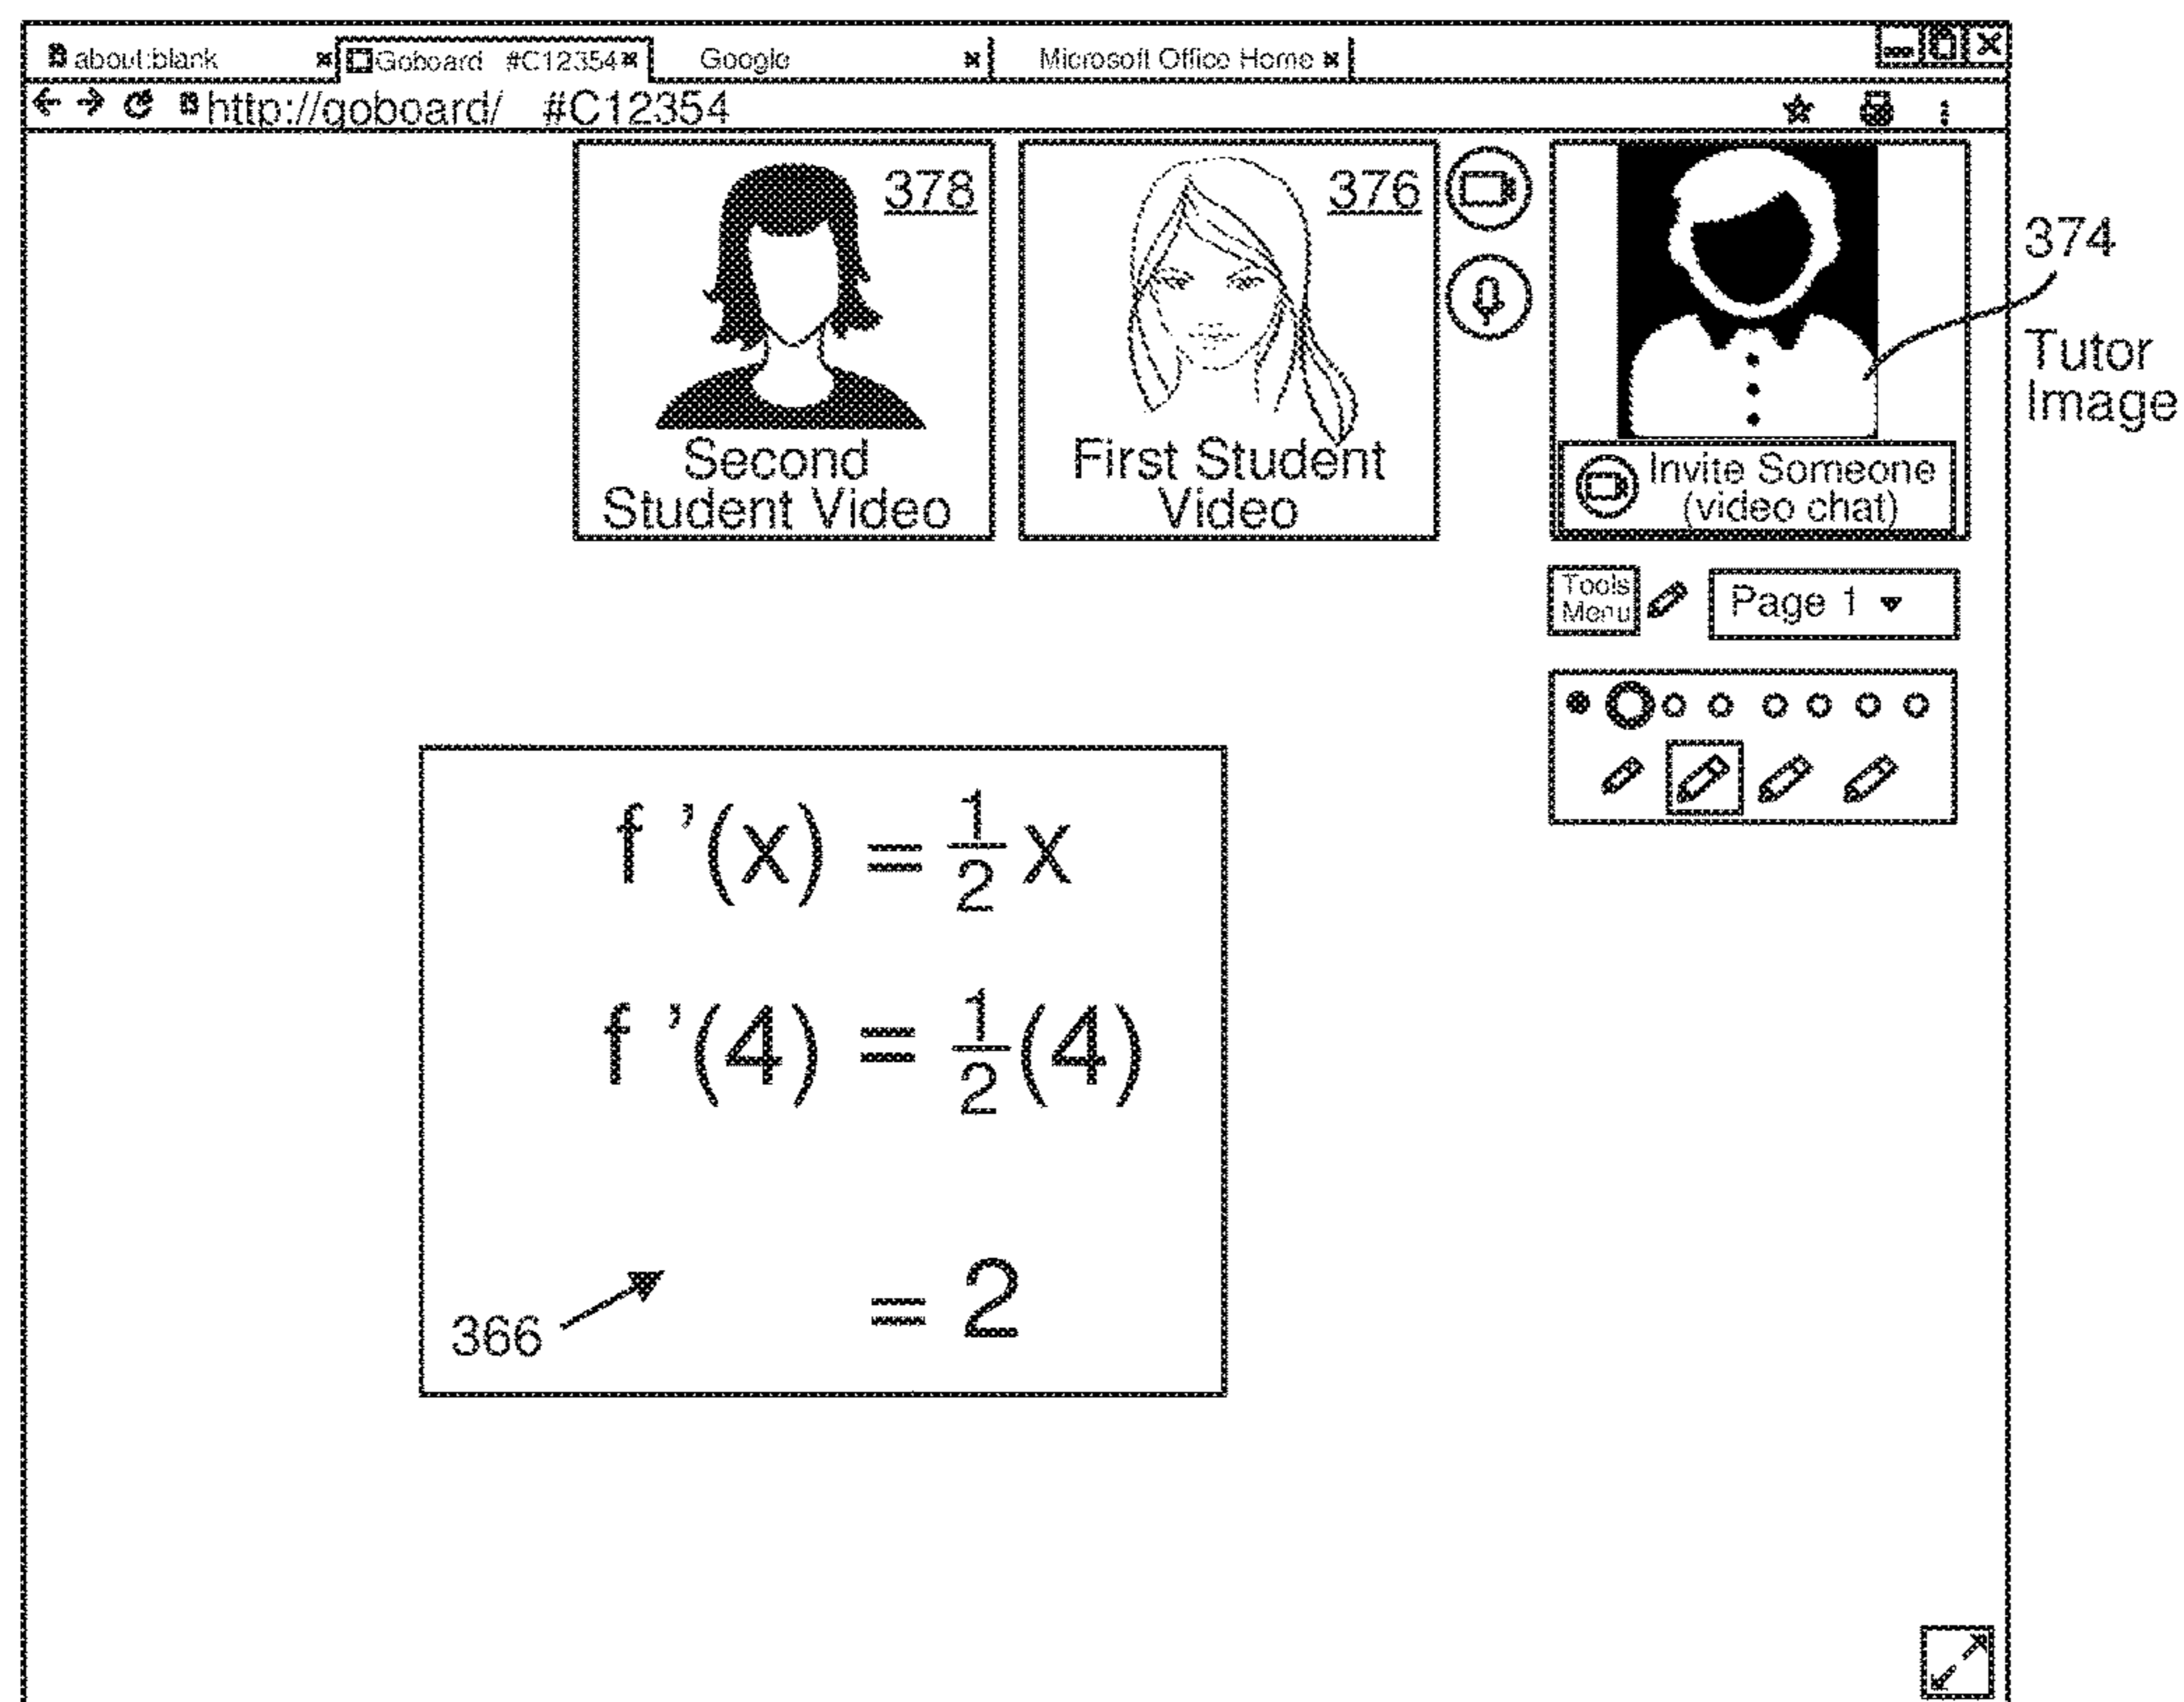 about:blank
Goboard #C12354
Google
Microsoft Office Home
http://goboard/ #C12354
378
376
374
Tutor
Image
Second
Student Video
First Student
Video
Invite Someone
(video chat)
Tools
Menu
Page 1
f '(x) = 1/2 x
f '(4) = 1/2 (4)
= 2
366